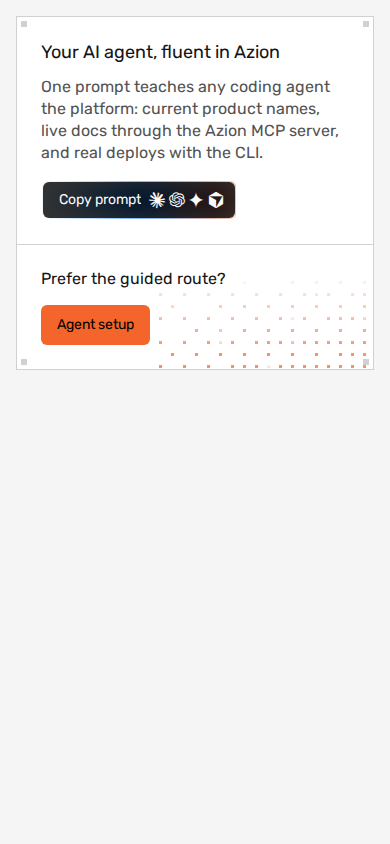 Your AI agent, fluent in Azion
One prompt teaches any coding agent
the platform: current product names,
live docs through the Azion MCP server,
and real deploys with the CLI.
Copy prompt
Prefer the guided route?
Agent setup